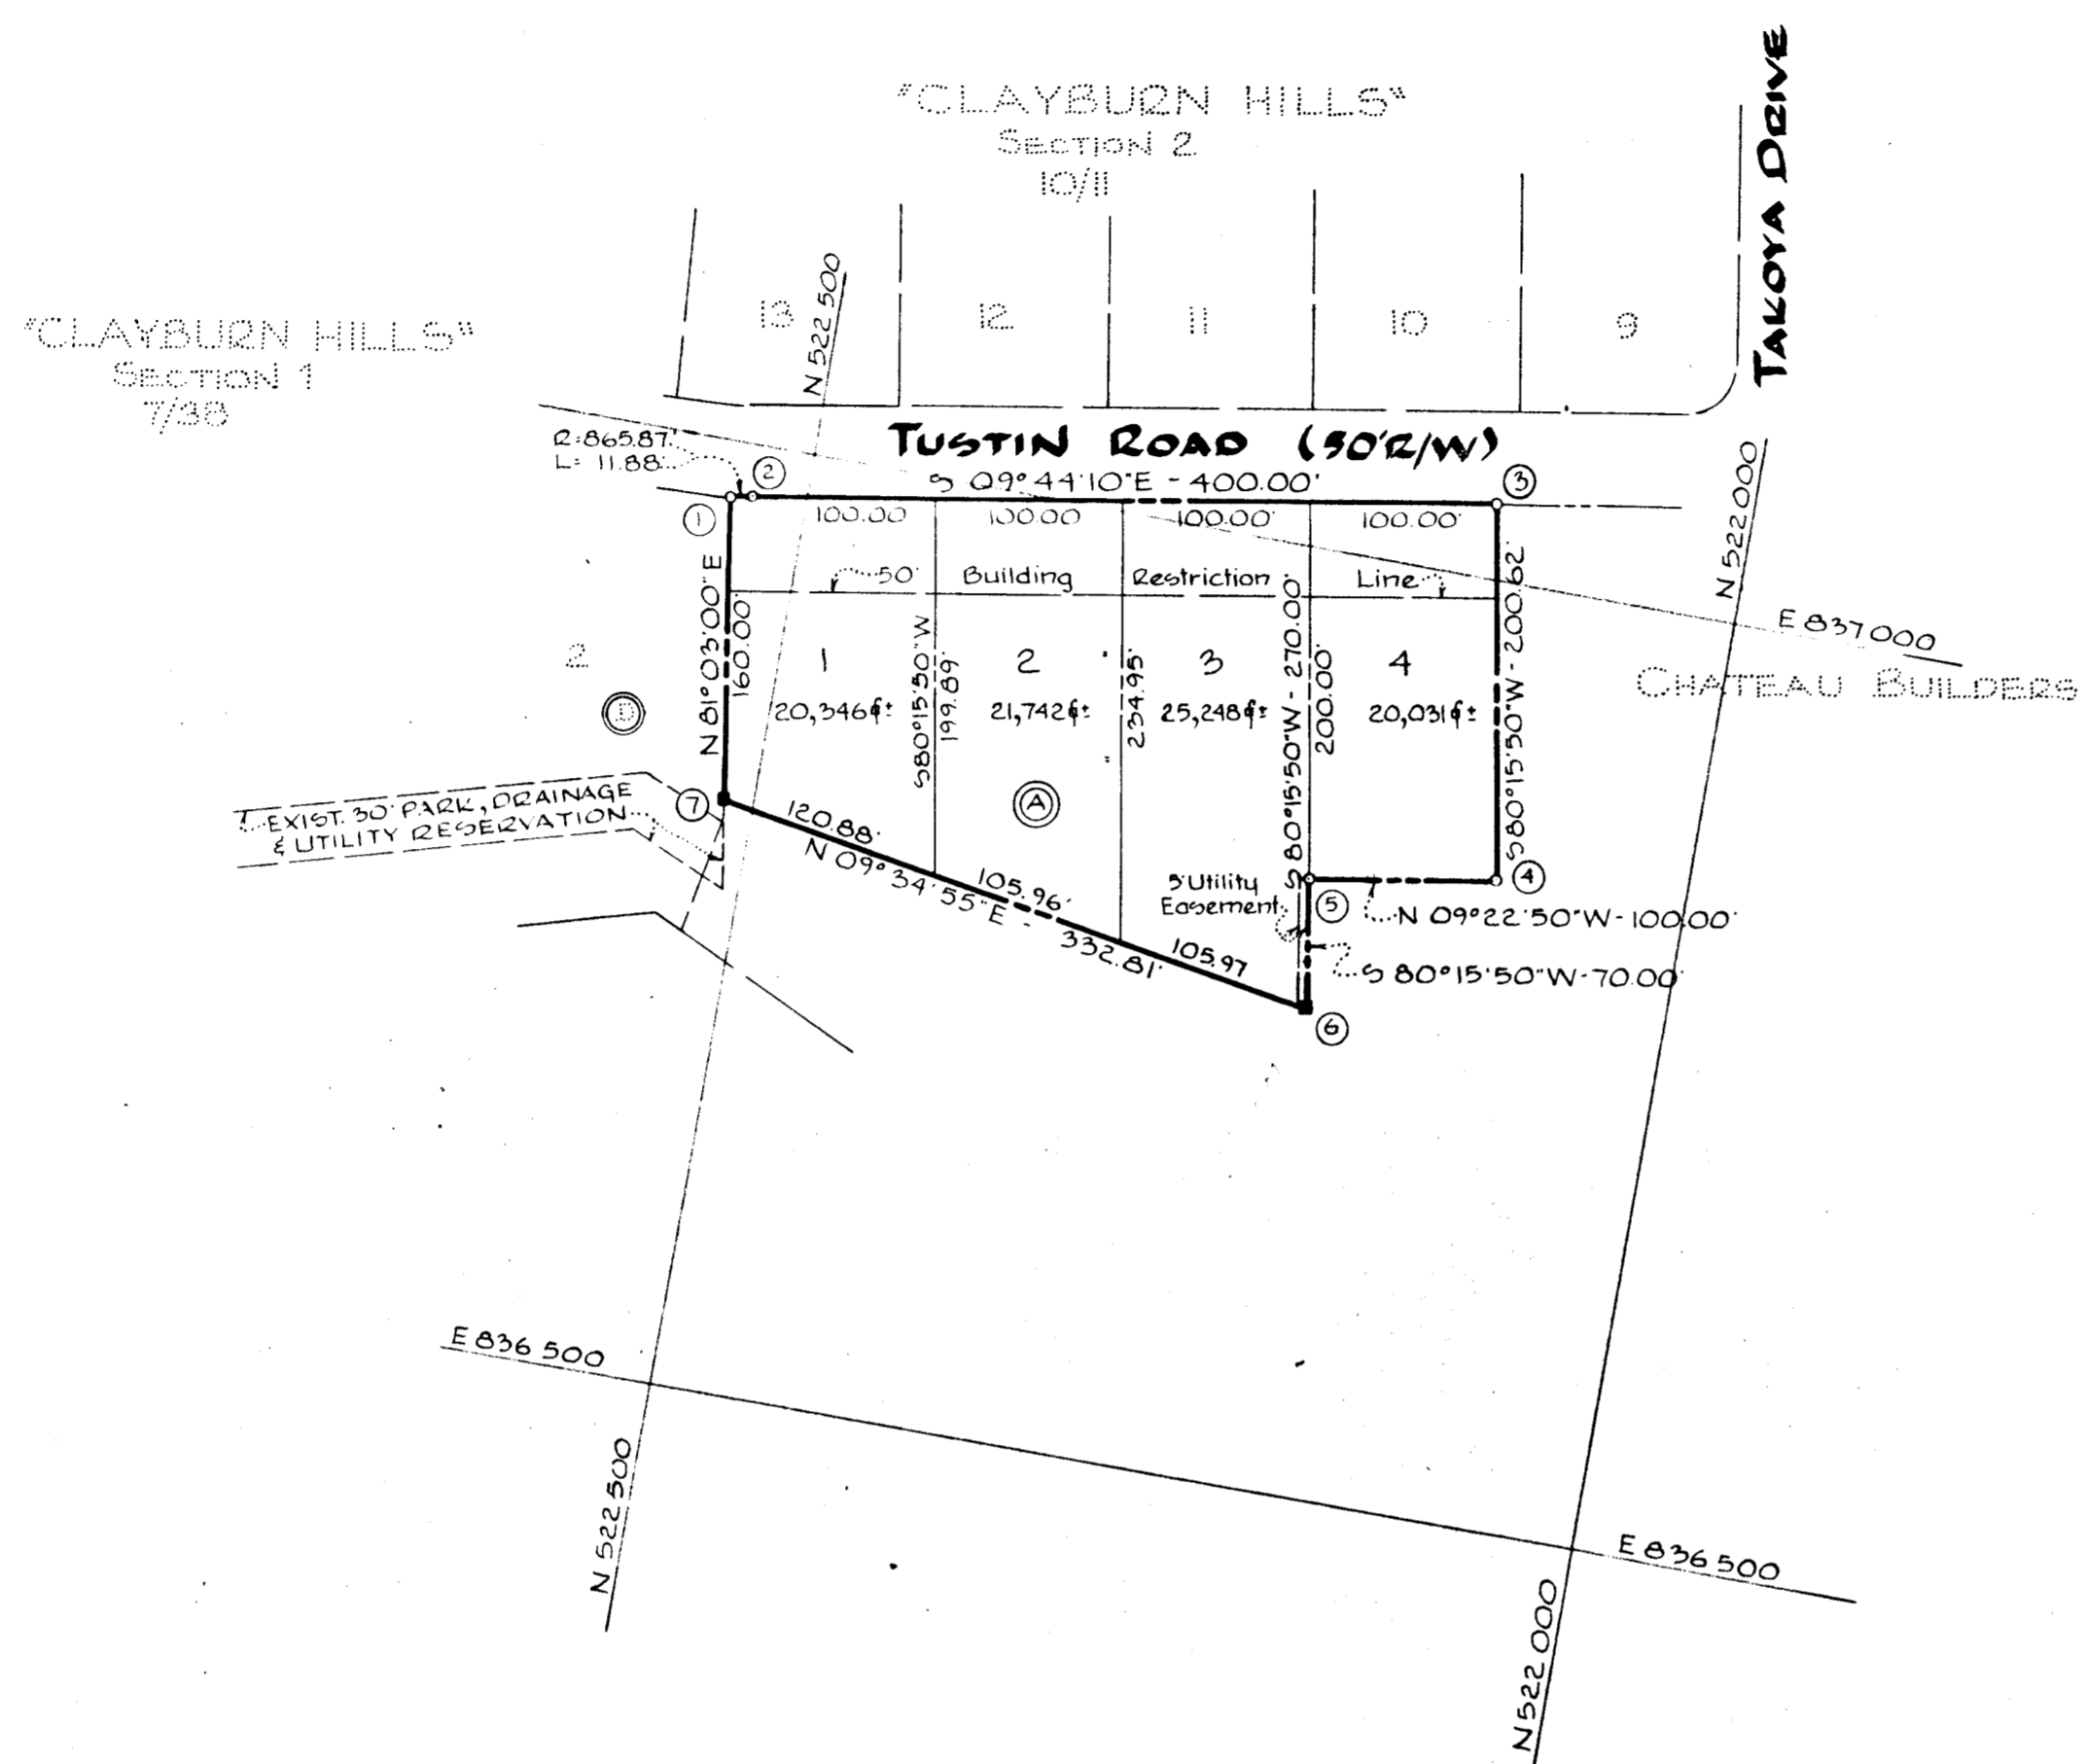 "CLAYBURN HILLS"
SECTION 2
10/11
TAKOYA DRIVE
"CLAYBURN HILLS"
SECTION 1
7/38
13
12
11
10
9
N 522 500
R=865.87'
L= 11.88'
TUSTIN ROAD (50' R/W)
S 09° 44' 10" E - 400.00'
1
2
3
100.00
100.00
100.00'
100.00'
50' Building Restriction Line
N 522 000
E 837 000
CHATEAU BUILDERS
2
D
N 81° 03' 00" E
160.00'
1
20,346 ft±
S 80° 15' 50" W
199.89'
2
21,742 ft±
234.95'
3
25,248 ft±
S 80° 15' 50" W - 270.00'
200.00'
4
20,031 ft±
S 80° 15' 50" W - 200.62'
A
7
EXIST. 30' PARK, DRAINAGE
& UTILITY RESERVATION
120.88'
105.96'
105.97
N 09° 34' 55" E - 332.81'
5' Utility
Easement
5
4
N 09° 22' 50" W - 100.00'
S 80° 15' 50" W - 70.00'
6
E 836 500
E 836 500
N 522 500
N 522 000